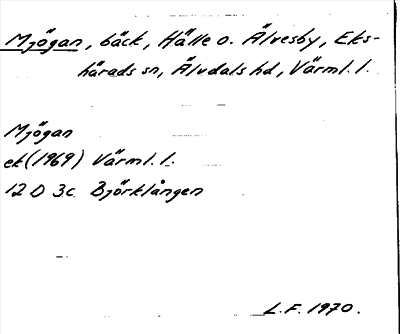 Mjögan, bäck, Hälle o. Älvesby, Eks-
härads sn, Älvdals hd, Värml. l.
Mjögan
ek (1969) Värml. l.
12 D 3c Björklången
L.F. 1970.